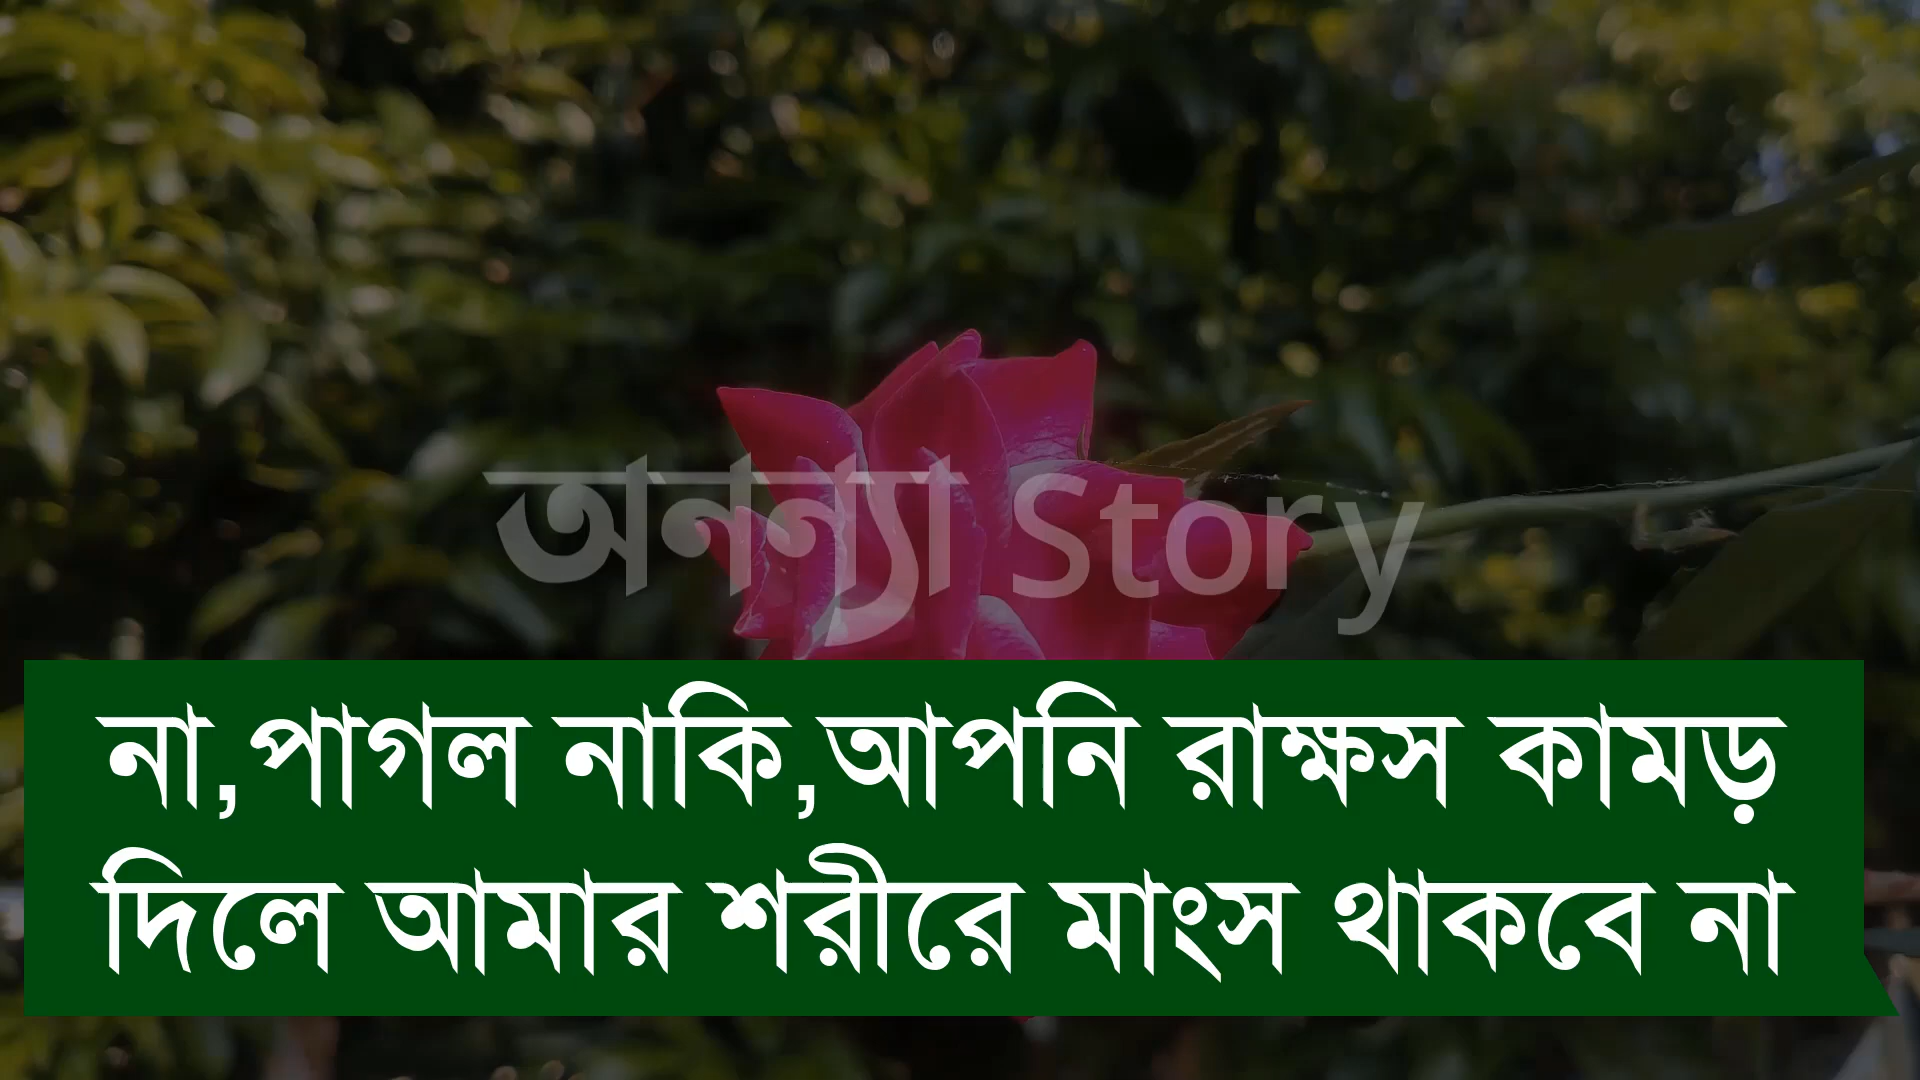 অনন্যা Story
না,পাগল নাকি,আপনি রাক্ষস কামড়
দিলে আমার শরীরে মাংস থাকবে না